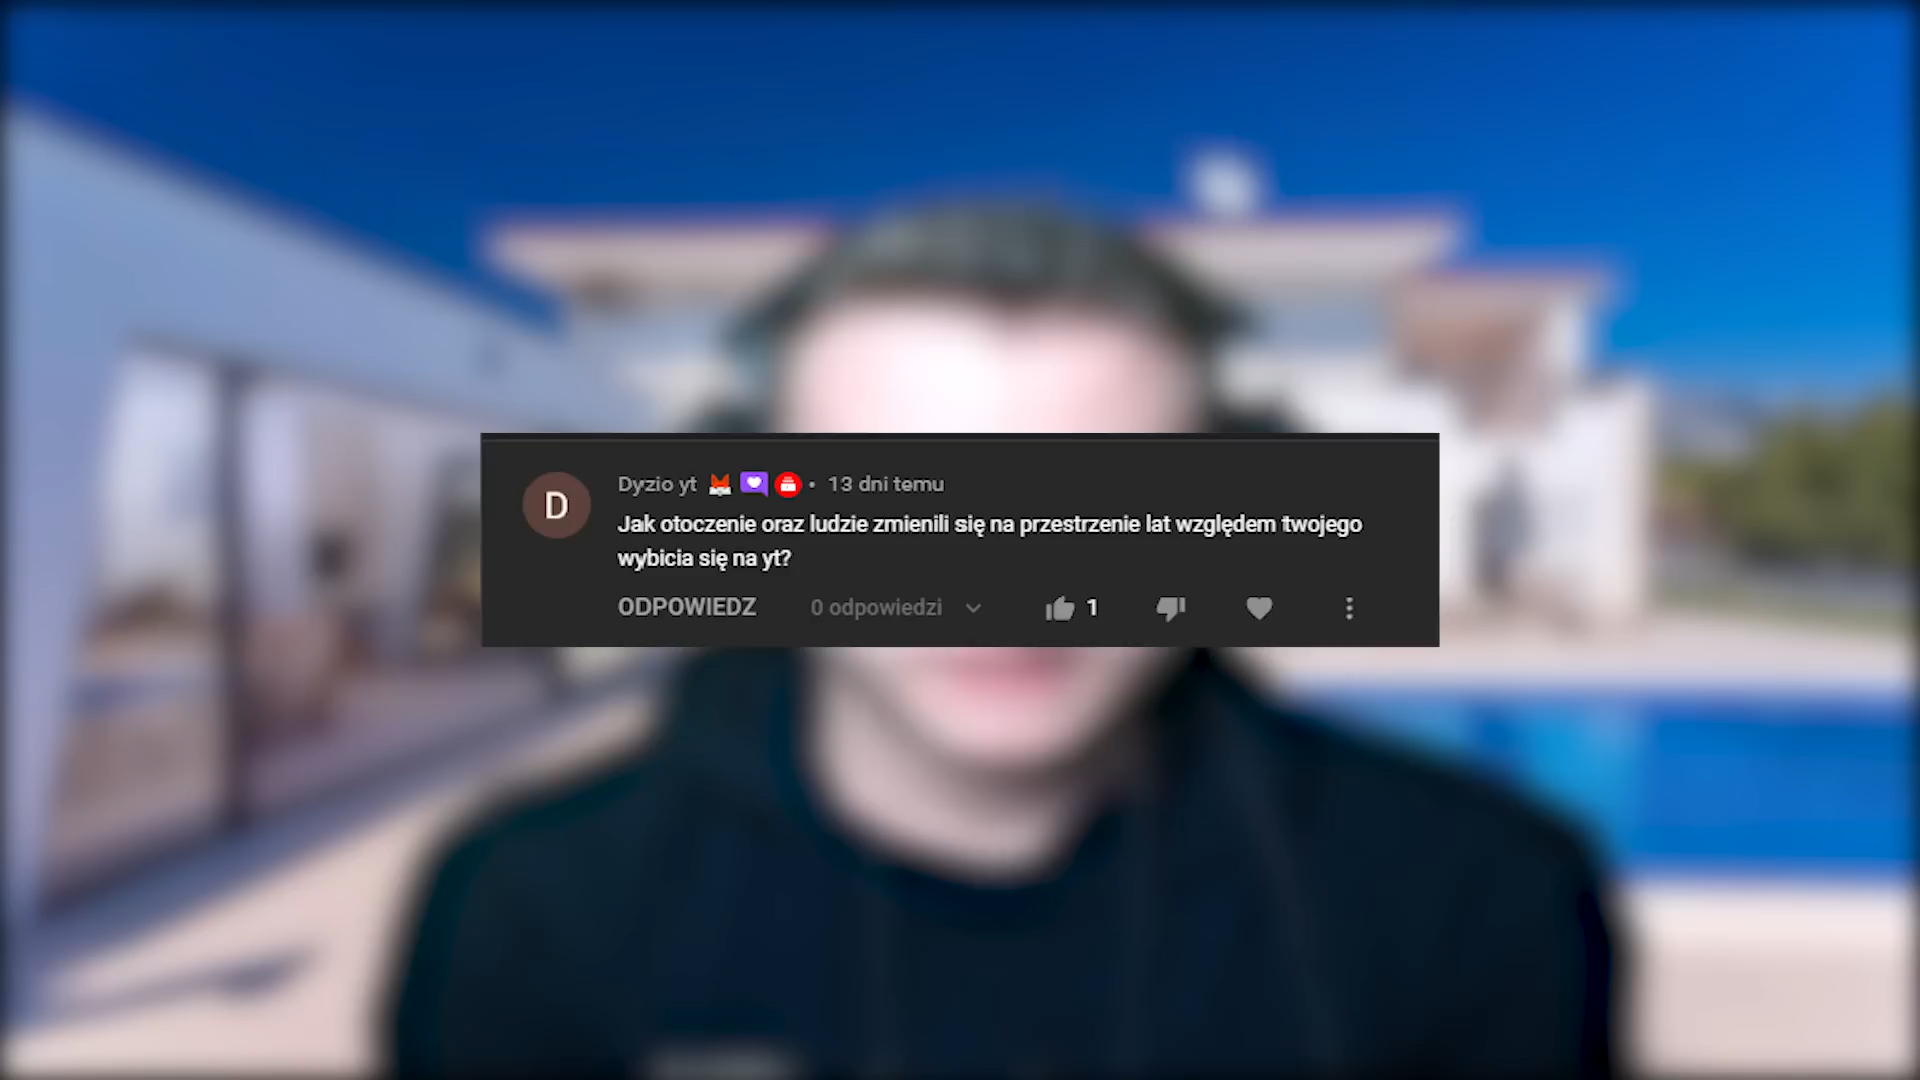 D
Dyzio yt • 13 dni temu
Jak otoczenie oraz ludzie zmienili się na przestrzenie lat względem twojego
wybicia się na yt?
ODPOWIEDZ 0 odpowiedzi 1